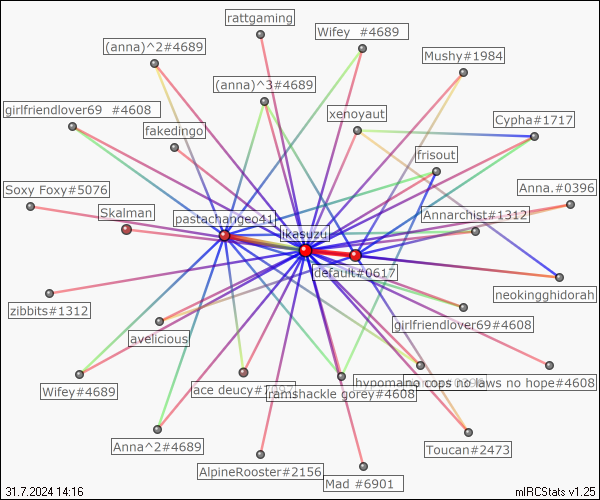 rattgaming
Wifey #4689
(anna)^2#4689
Mushy#1984
(anna)^3#4689
girlfriendlover69 #4608
xenoyaut
Cypha#1717
fakedingo
frisout
Soxy Foxy#5076
Anna.#0396
Skalman
pastachangeo41
Annarchist#1312
jikasuzu
default#0617
neokingghidorah
zibbits#1312
girlfriendlover69#4608
avelicious
Wifey#4689
ace deucy#
ramshackle gorey#4608
hypomano cops no laws no hope#4608
Anna^2#4689
Toucan#2473
AlpineRooster#2156
Mad #6901
31.7.2024 14:16
mIRCStats v1.25